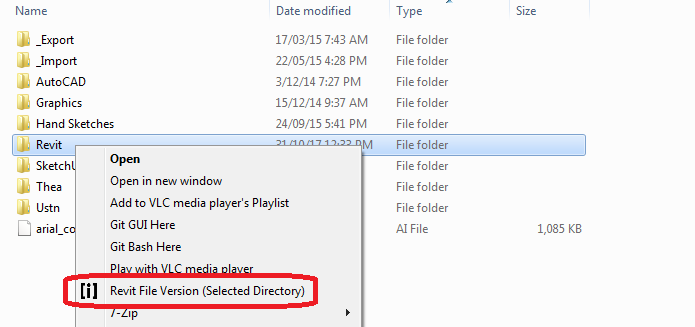 Name Date modified Type Size
_Export 17/03/15 7:43 AM File folder
_Import 22/05/15 4:28 PM File folder
AutoCAD 3/12/14 7:27 PM File folder
Graphics 15/12/14 9:37 AM File folder
Hand Sketches 24/09/15 5:41 PM File folder
Revit 31/10/17 12:33 PM File folder
SketchU File folder
Open
Thea File folder
Open in new window
Ustn File folder
Add to VLC media player's Playlist
arial_co AI File 1,085 KB
Git GUI Here
Git Bash Here
Play with VLC media player
[i] Revit File Version (Selected Directory)
7-Zip